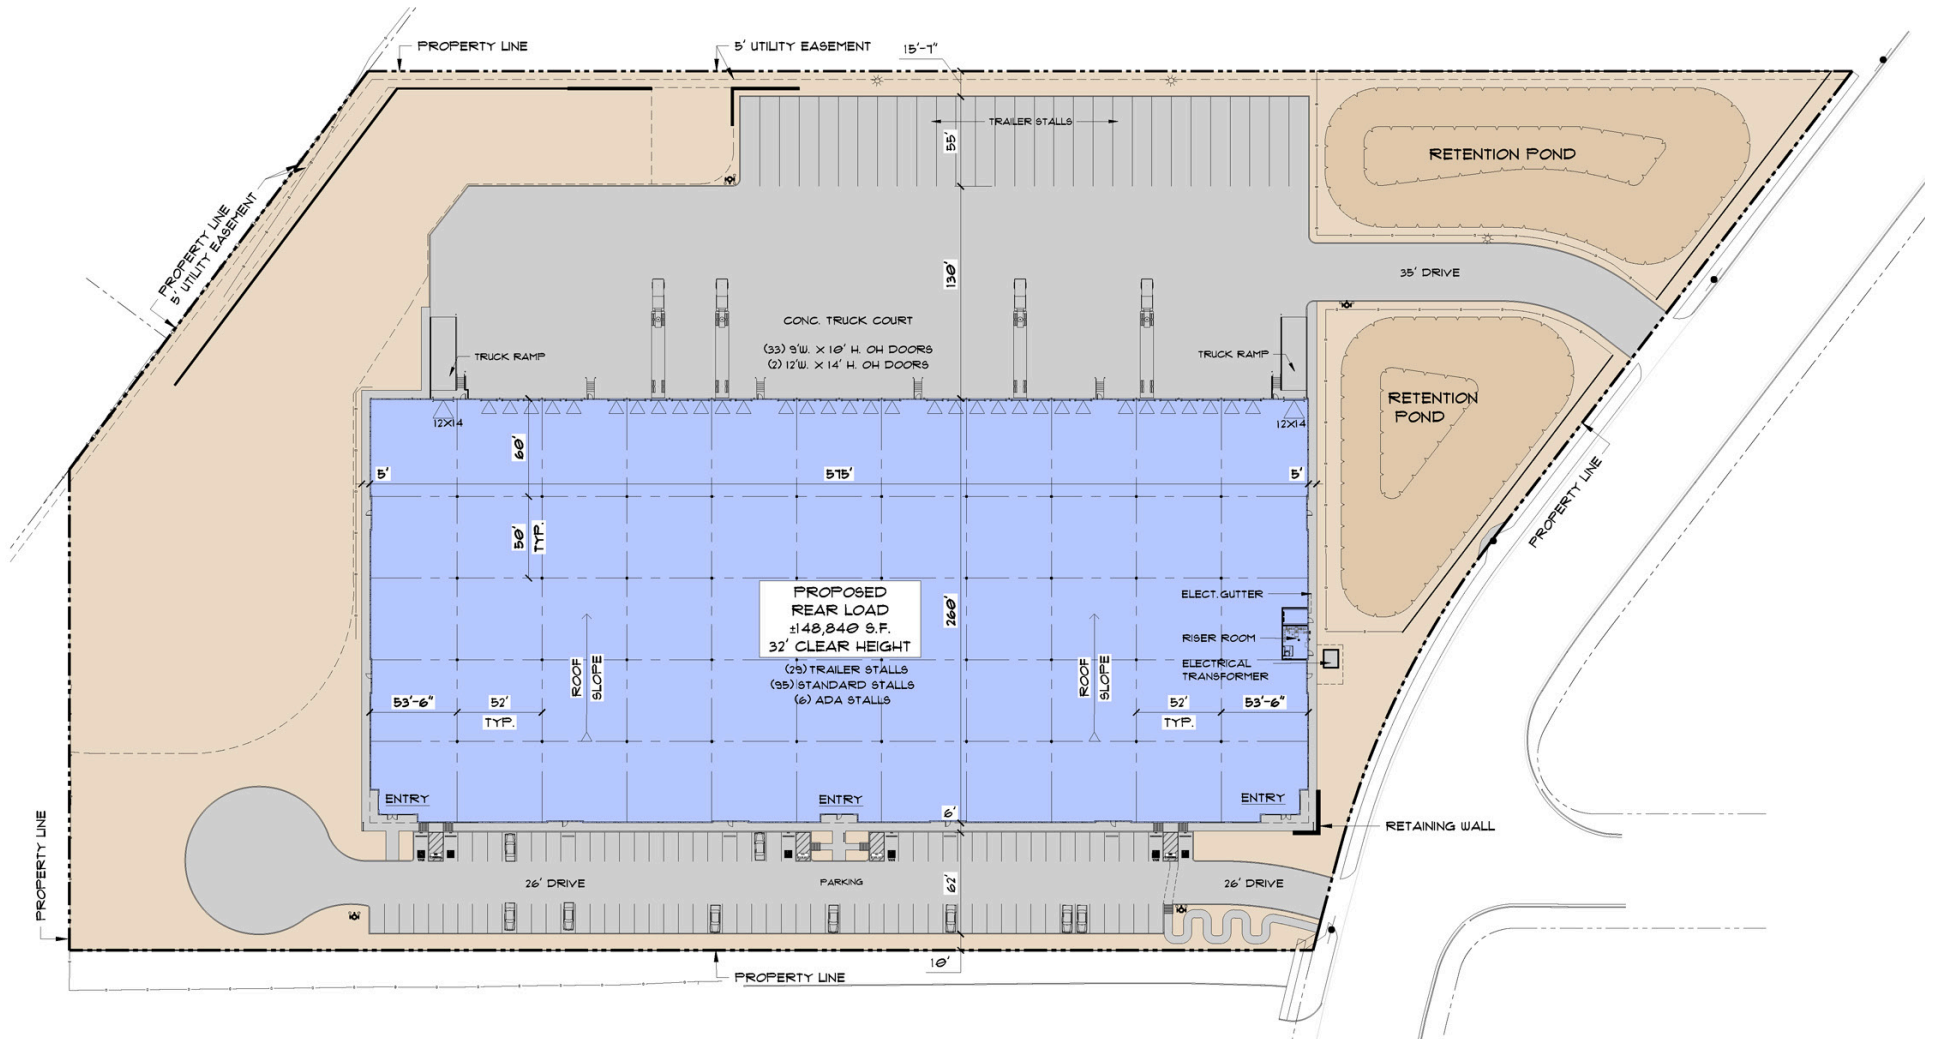 PROPERTY LINE
5' UTILITY EASEMENT
15'-7"
TRAILER STALLS
55'
RETENTION POND
PROPERTY LINE
5' UTILITY EASEMENT
130'
35' DRIVE
CONC. TRUCK COURT
(33) 9'W. X 10' H. OH DOORS
(2) 12'W. X 14' H. OH DOORS
TRUCK RAMP
TRUCK RAMP
RETENTION
POND
12X14
12X14
60'
5'
575'
5'
PROPERTY LINE
50'
TYP.
PROPOSED
REAR LOAD
±148,840 S.F.
32' CLEAR HEIGHT
(29) TRAILER STALLS
(95) STANDARD STALLS
(6) ADA STALLS
260'
ELECT. GUTTER
RISER ROOM
ELECTRICAL
TRANSFORMER
ROOF
SLOPE
ROOF
SLOPE
53'-6"
52'
TYP.
52'
TYP.
53'-6"
ENTRY
ENTRY
ENTRY
6'
RETAINING WALL
PROPERTY LINE
26' DRIVE
PARKING
62'
26' DRIVE
10'
PROPERTY LINE